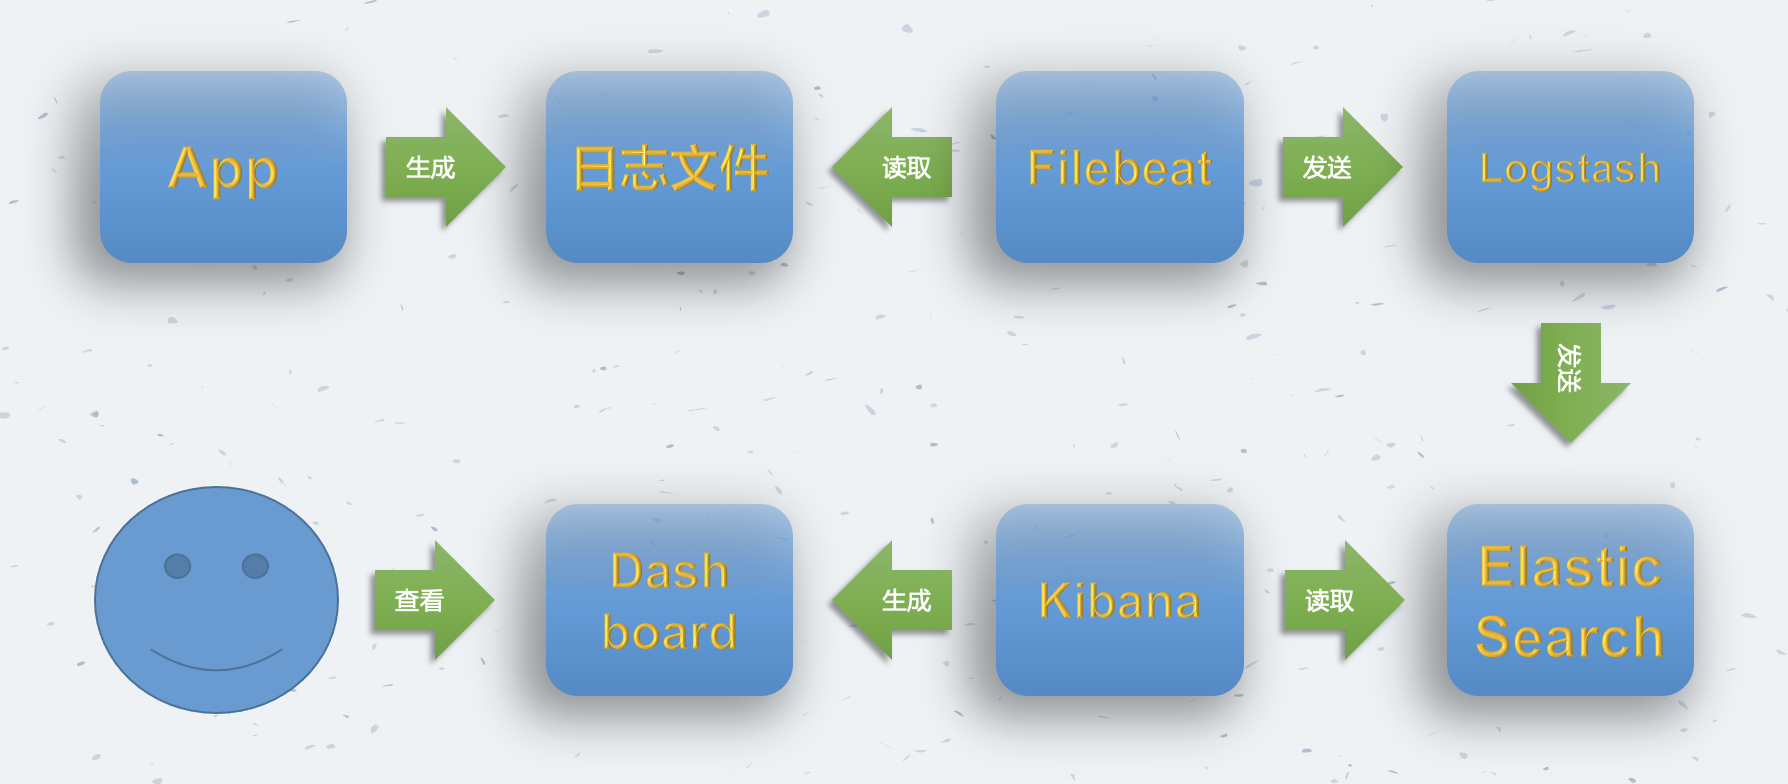 App
生成
日志文件
读取
Filebeat
发送
Logstash
发送
查看
Dash
board
生成
Kibana
读取
Elastic
Search